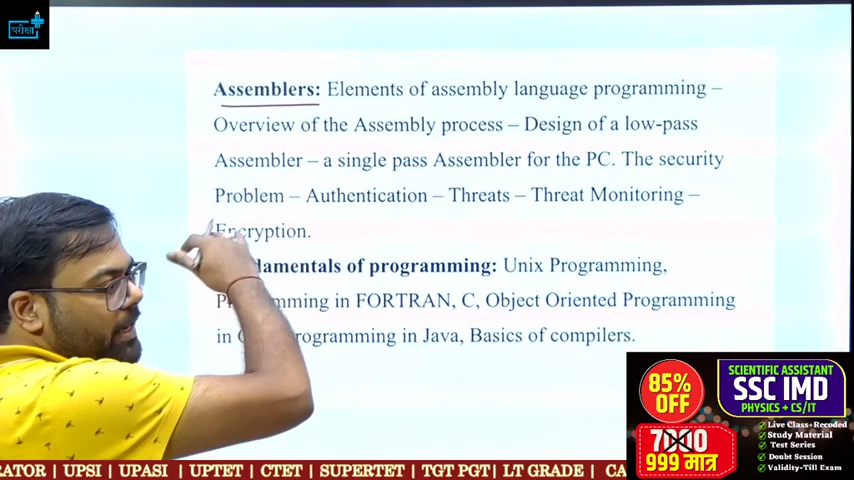 परीक्षा
Assemblers: Elements of assembly language programming –
Overview of the Assembly process – Design of a low-pass
Assembler – a single pass Assembler for the PC. The security
Problem – Authentication – Threats – Threat Monitoring –
Encryption.
damentals of programming: Unix Programming,
Programming in FORTRAN, C, Object Oriented Programming
in programming in Java, Basics of compilers.
85%
OFF
7000
999 मात्र
SCIENTIFIC ASSISTANT
SSC IMD
PHYSICS + CS/IT
Live Class+Recoded
Study Material
Test Series
Doubt Session
Validity-Till Exam
RATOR | UPSI | UPASI | UPTET | CTET | SUPERTET | TGT PGT| LT GRADE | CA